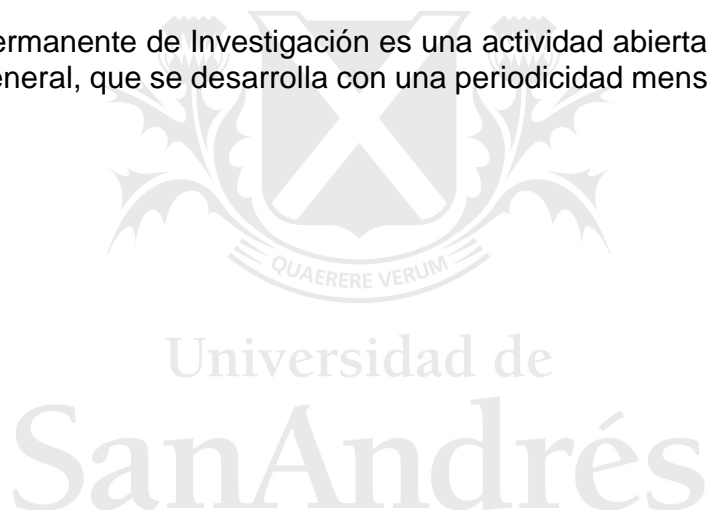 ermanente de Investigación es una actividad abierta
eneral, que se desarrolla con una periodicidad mens
QUAERERE VERUM
Universidad de
SanAndrés